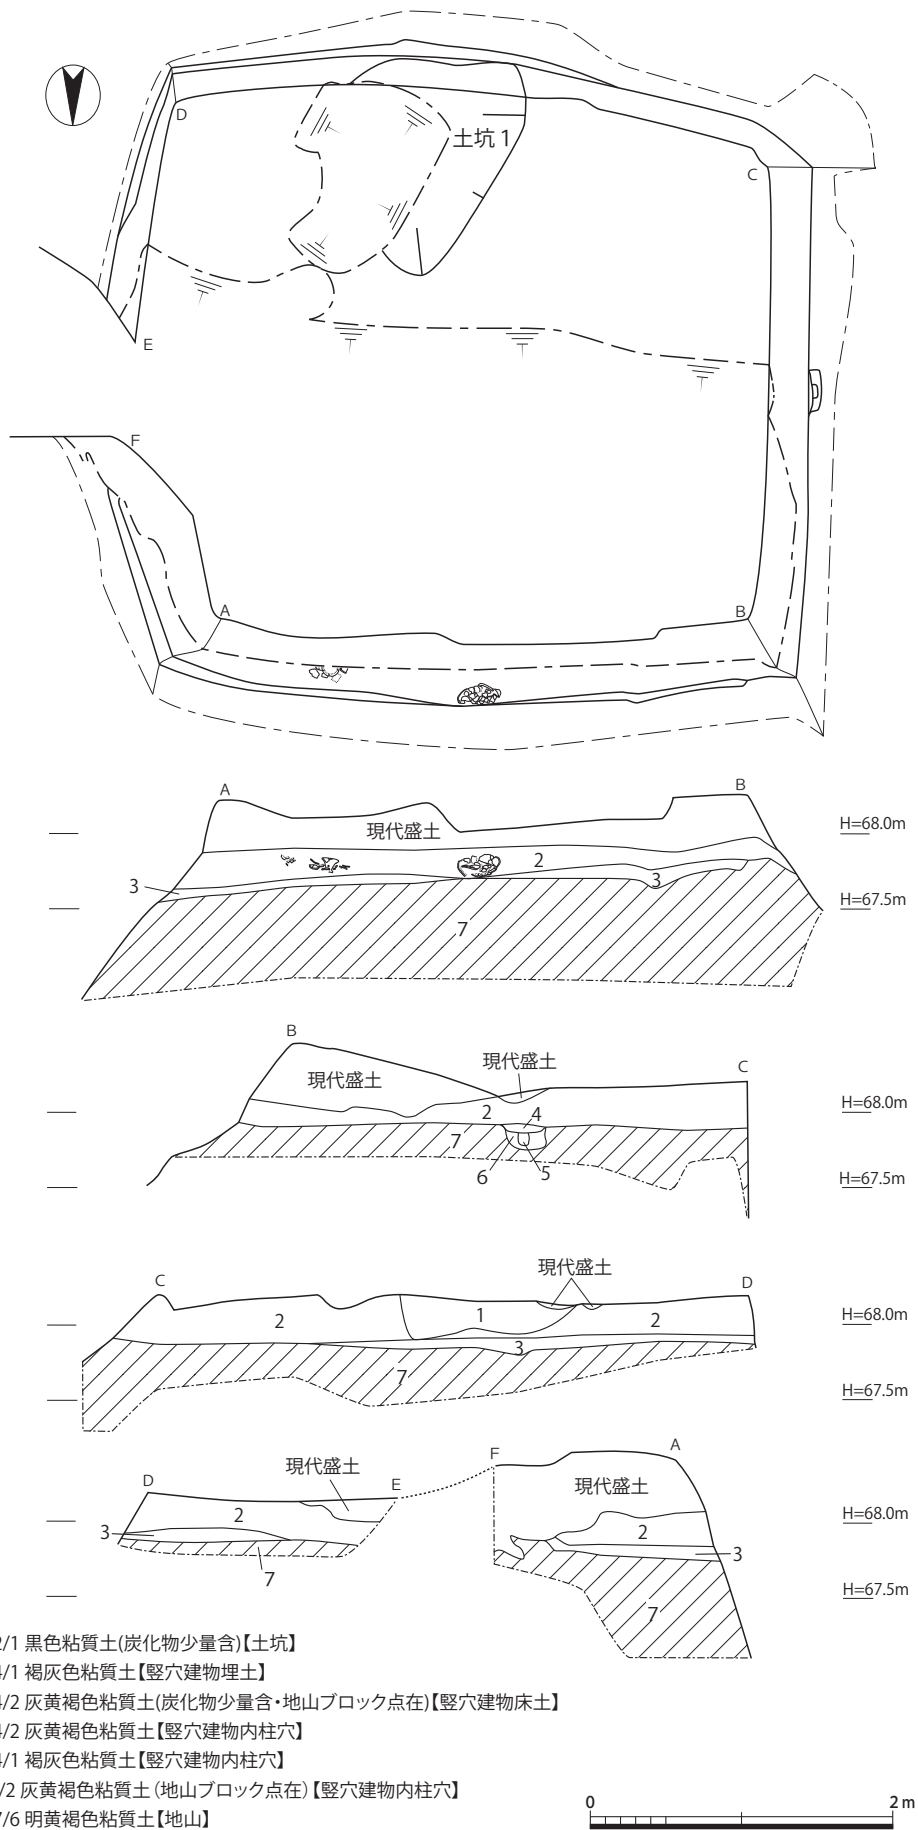 D
土坑 1
C
E
F
A
B
A
B
現代盛土
H=68.0m
2
3
3
H=67.5m
7
B
現代盛土
C
現代盛土
H=68.0m
2
4
7
6
5
H=67.5m
C
現代盛土
D
2
1
2
H=68.0m
3
7
H=67.5m
D
現代盛土
E
F
A
現代盛土
2
2
H=68.0m
3
3
7
7
H=67.5m
2/1 黒色粘質土(炭化物少量含)【土坑】
4/1 褐灰色粘質土【竪穴建物埋土】
4/2 灰黄褐色粘質土(炭化物少量含・地山ブロック点在)【竪穴建物床土】
4/2 灰黄褐色粘質土【竪穴建物内柱穴】
4/1 褐灰色粘質土【竪穴建物内柱穴】
/2 灰黄褐色粘質土(地山ブロック点在)【竪穴建物内柱穴】
7/6 明黄褐色粘質土【地山】
0 2 m